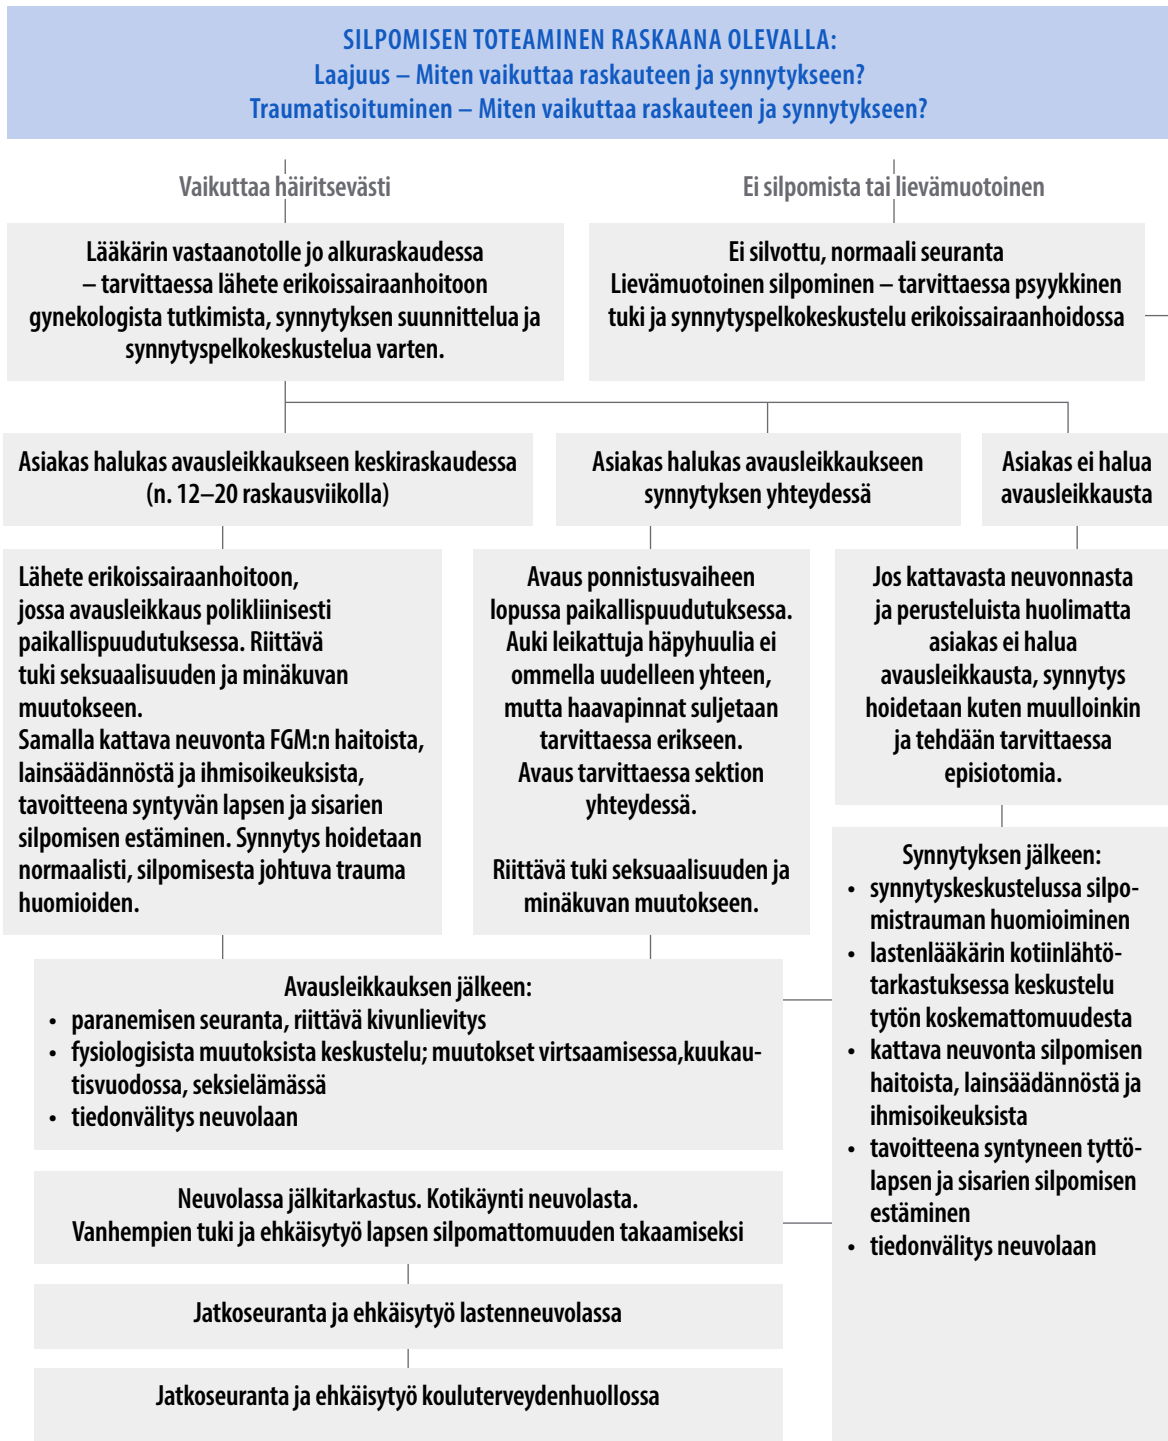 SILPOMISEN TOTEAMINEN RASKAANA OLEVALLA:
Laajuus – Miten vaikuttaa raskauteen ja synnytykseen?
Traumatisoituminen – Miten vaikuttaa raskauteen ja synnytykseen?
Vaikuttaa häiritsevästi
Ei silpomista tai lievämuotoinen
Lääkärin vastaanotolle jo alkuraskaudessa
– tarvittaessa lähete erikoissairaanhoitoon
gynekologista tutkimista, synnytyksen suunnittelua ja
synnytyspelkokeskustelua varten.
Ei silvottu, normaali seuranta
Lievämuotoinen silpominen – tarvittaessa psyykkinen
tuki ja synnytyspelkokeskustelu erikoissairaanhoidossa
Asiakas halukas avausleikkaukseen keskiraskaudessa
(n. 12–20 raskausviikolla)
Asiakas halukas avausleikkaukseen
synnytyksen yhteydessä
Asiakas ei halua
avausleikkausta
Lähete erikoissairaanhoitoon,
jossa avausleikkaus polikliinisesti
paikallispuudutuksessa. Riittävä
tuki seksuaalisuuden ja minäkuvan
muutokseen.
Samalla kattava neuvonta FGM:n haitoista,
lainsäädännöstä ja ihmisoikeuksista,
tavoitteena syntyvän lapsen ja sisarien
silpomisen estäminen. Synnytys hoidetaan
normaalisti, silpomisesta johtuva trauma
huomioiden.
Avaus ponnistusvaiheen
lopussa paikallispuudutuksessa.
Auki leikattuja häpyhuulia ei
ommella uudelleen yhteen,
mutta haavapinnat suljetaan
tarvittaessa erikseen.
Avaus tarvittaessa sektion
yhteydessä.
Riittävä tuki seksuaalisuuden ja
minäkuvan muutokseen.
Jos kattavasta neuvonnasta
ja perusteluista huolimatta
asiakas ei halua
avausleikkausta, synnytys
hoidetaan kuten muulloinkin
ja tehdään tarvittaessa
episiotomia.
Synnytyksen jälkeen:
• synnytyskeskustelussa silpo-
mistrauman huomioiminen
• lastenlääkärin kotiinlähtö-
tarkastuksessa keskustelu
tytön koskemattomuudesta
• kattava neuvonta silpomisen
haitoista, lainsäädännöstä ja
ihmisoikeuksista
• tavoitteena syntyneen tyttö-
lapsen ja sisarien silpomisen
estäminen
• tiedonvälitys neuvolaan
Avausleikkauksen jälkeen:
• paranemisen seuranta, riittävä kivunlievitys
• fysiologisista muutoksista keskustelu; muutokset virtsaamisessa,kuukau-
tisvuodossa, seksielämässä
• tiedonvälitys neuvolaan
Neuvolassa jälkitarkastus. Kotikäynti neuvolasta.
Vanhempien tuki ja ehkäisytyö lapsen silpomattomuuden takaamiseksi
Jatkoseuranta ja ehkäisytyö lastenneuvolassa
Jatkoseuranta ja ehkäisytyö kouluterveydenhuollossa